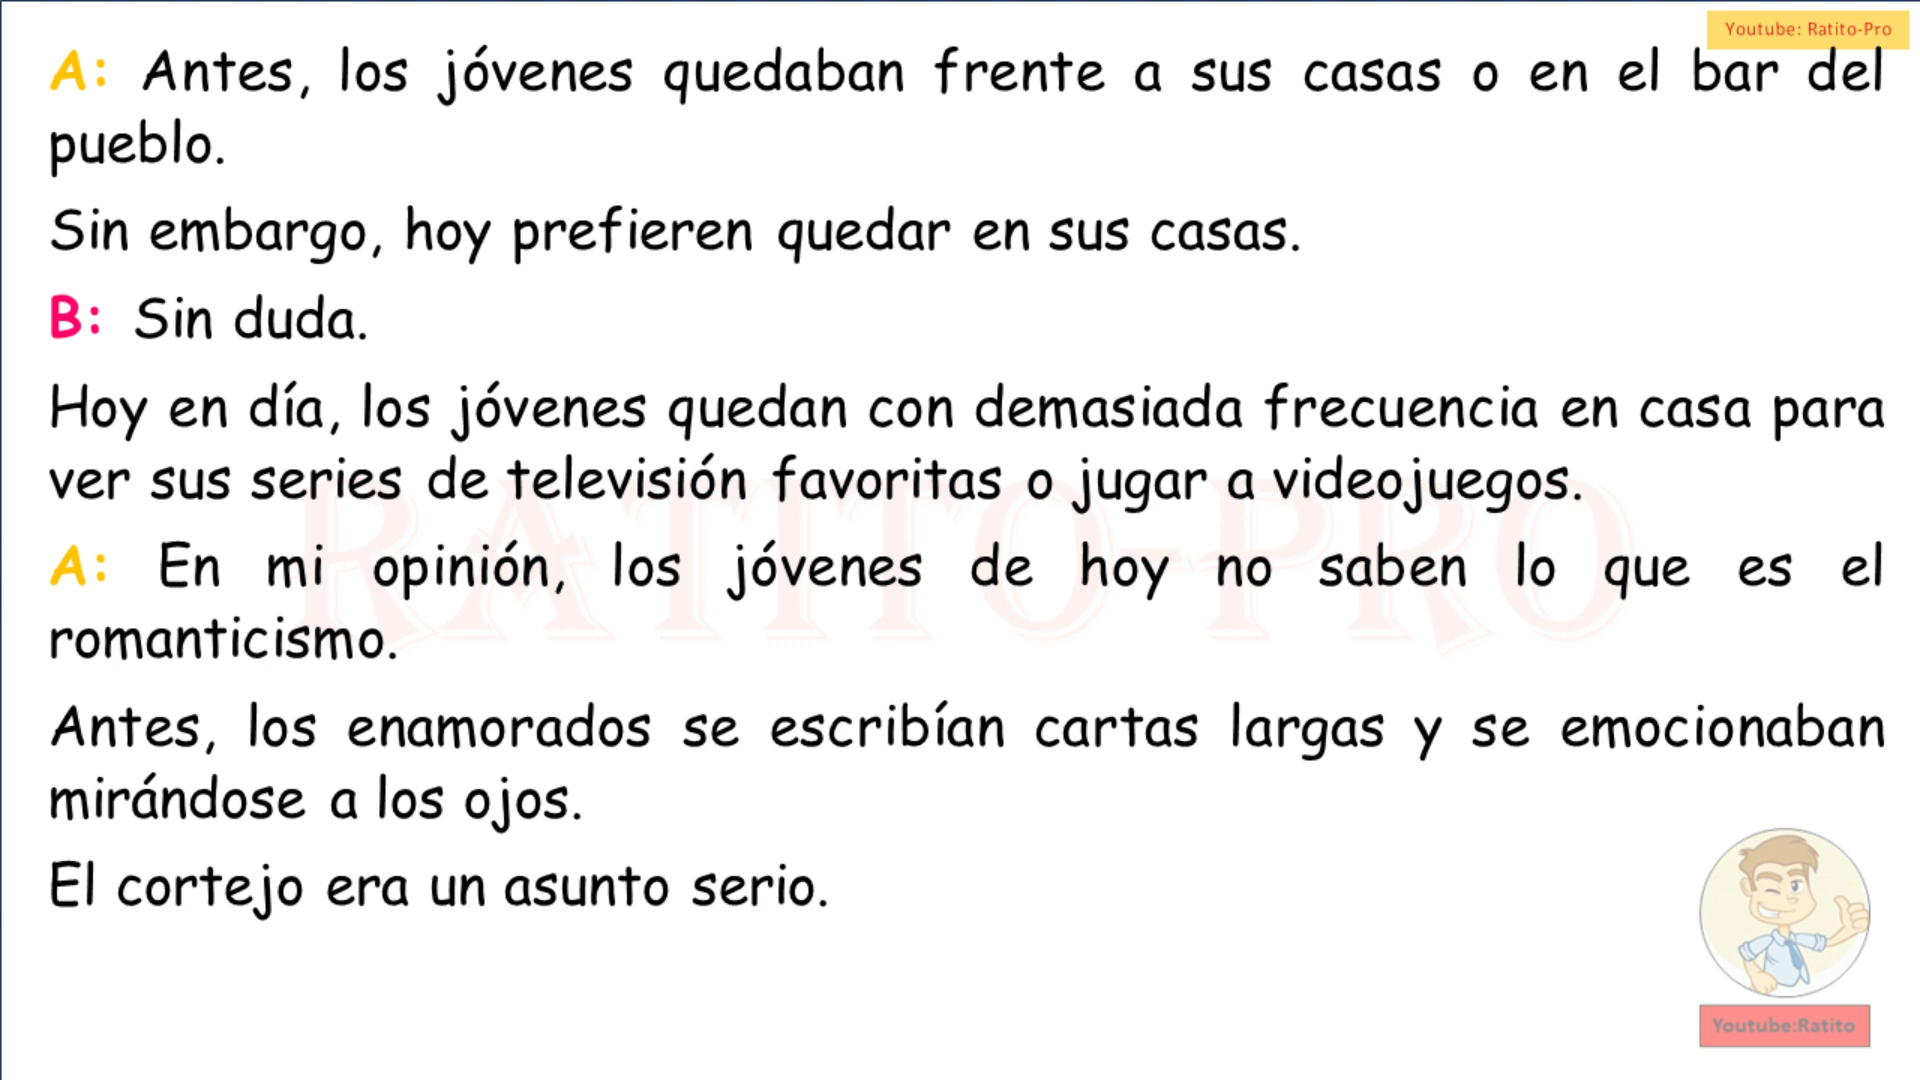 Youtube: Ratito-Pro
A: Antes, los jóvenes quedaban frente a sus casas o en el bar del
pueblo.
Sin embargo, hoy prefieren quedar en sus casas.
B: Sin duda.
Hoy en día, los jóvenes quedan con demasiada frecuencia en casa para
ver sus series de televisión favoritas o jugar a videojuegos.
RATITO-PRO
A: En mi opinión, los jóvenes de hoy no saben lo que es el
romanticismo.
Antes, los enamorados se escribían cartas largas y se emocionaban
mirándose a los ojos.
El cortejo era un asunto serio.
Youtube:Ratito